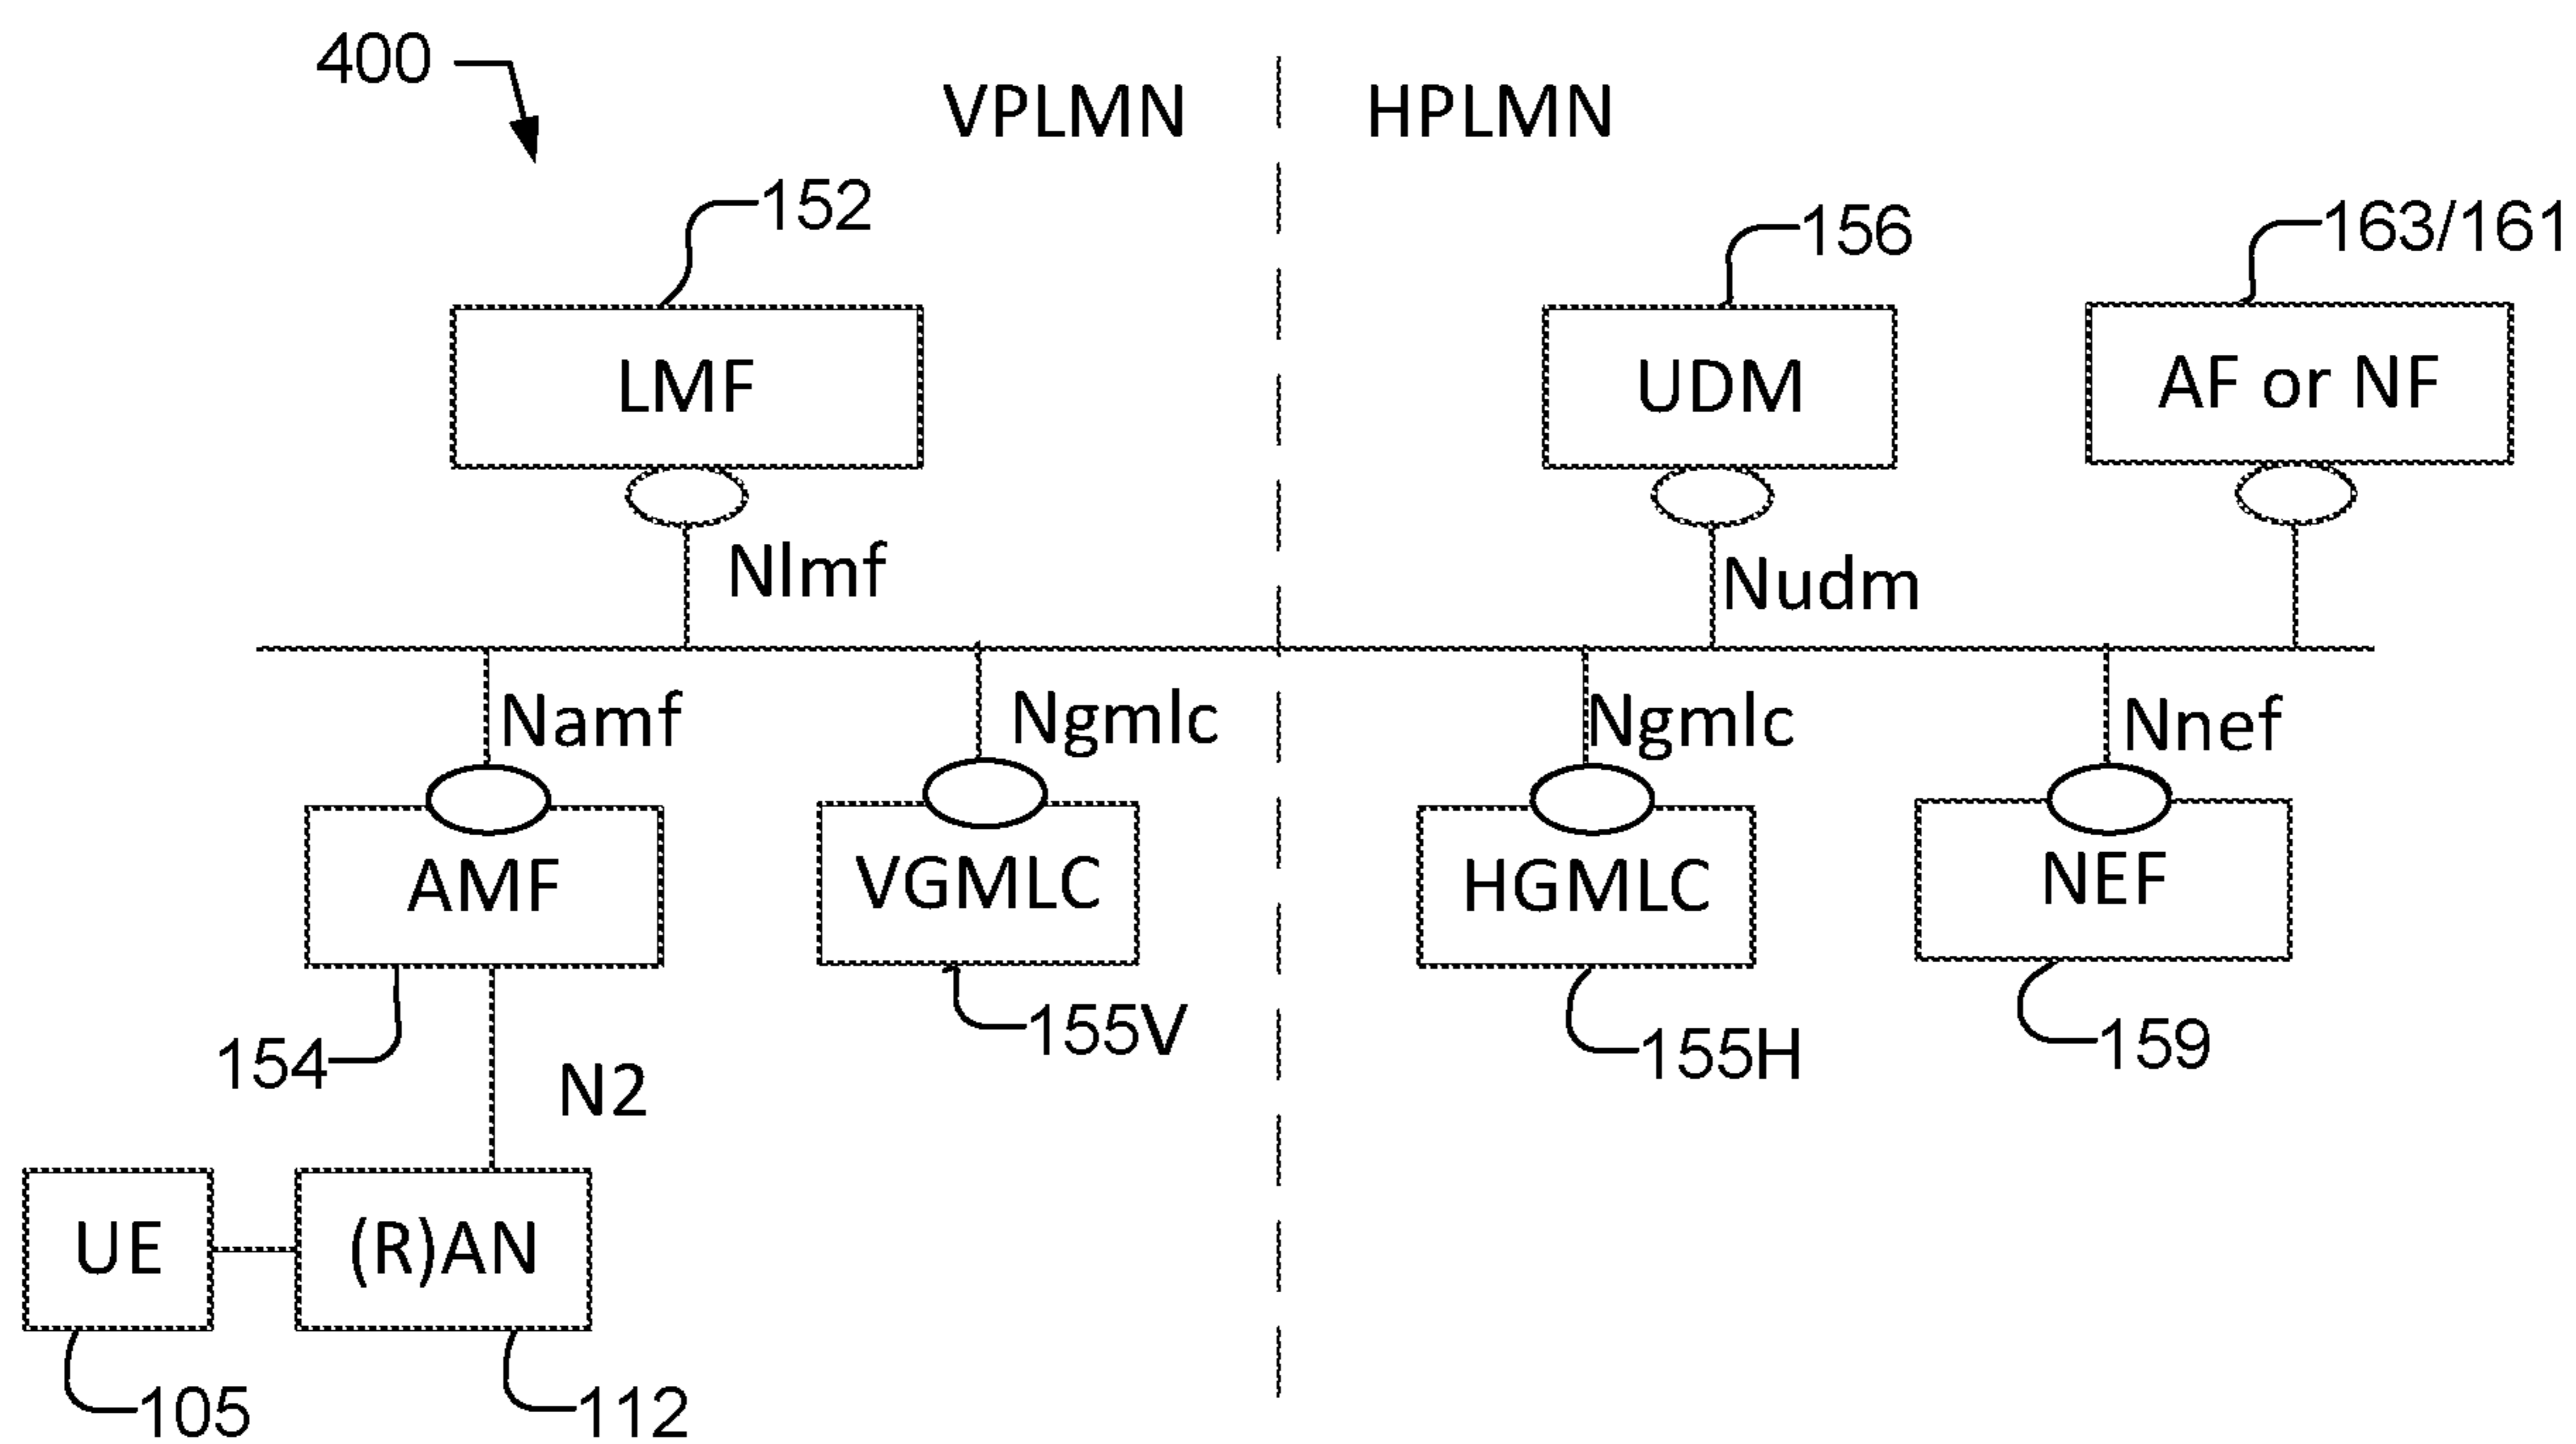 400
VPLMN
HPLMN
152
156
163/161
LMF
UDM
AF or NF
Nlmf
Nudm
Namf
Ngmlc
Ngmlc
Nnef
AMF
VGMLC
HGMLC
NEF
154
155V
155H
159
N2
UE
(R)AN
105
112